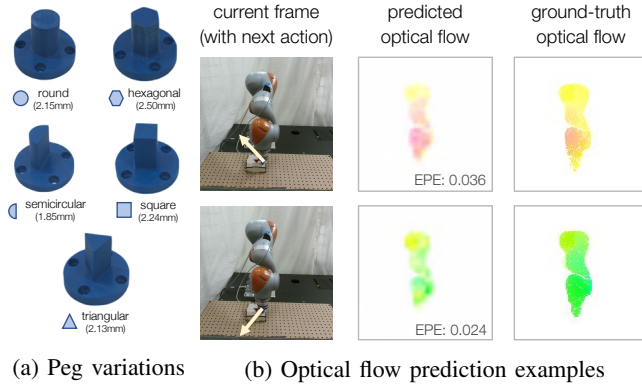 round
(2.15mm)
hexagonal
(2.50mm)
semicircular
(1.85mm)
square
(2.24mm)
triangular
(2.13mm)
(a) Peg variations
current frame
(with next action)
predicted
optical flow
ground-truth
optical flow
EPE: 0.036
EPE: 0.024
(b) Optical flow prediction examples